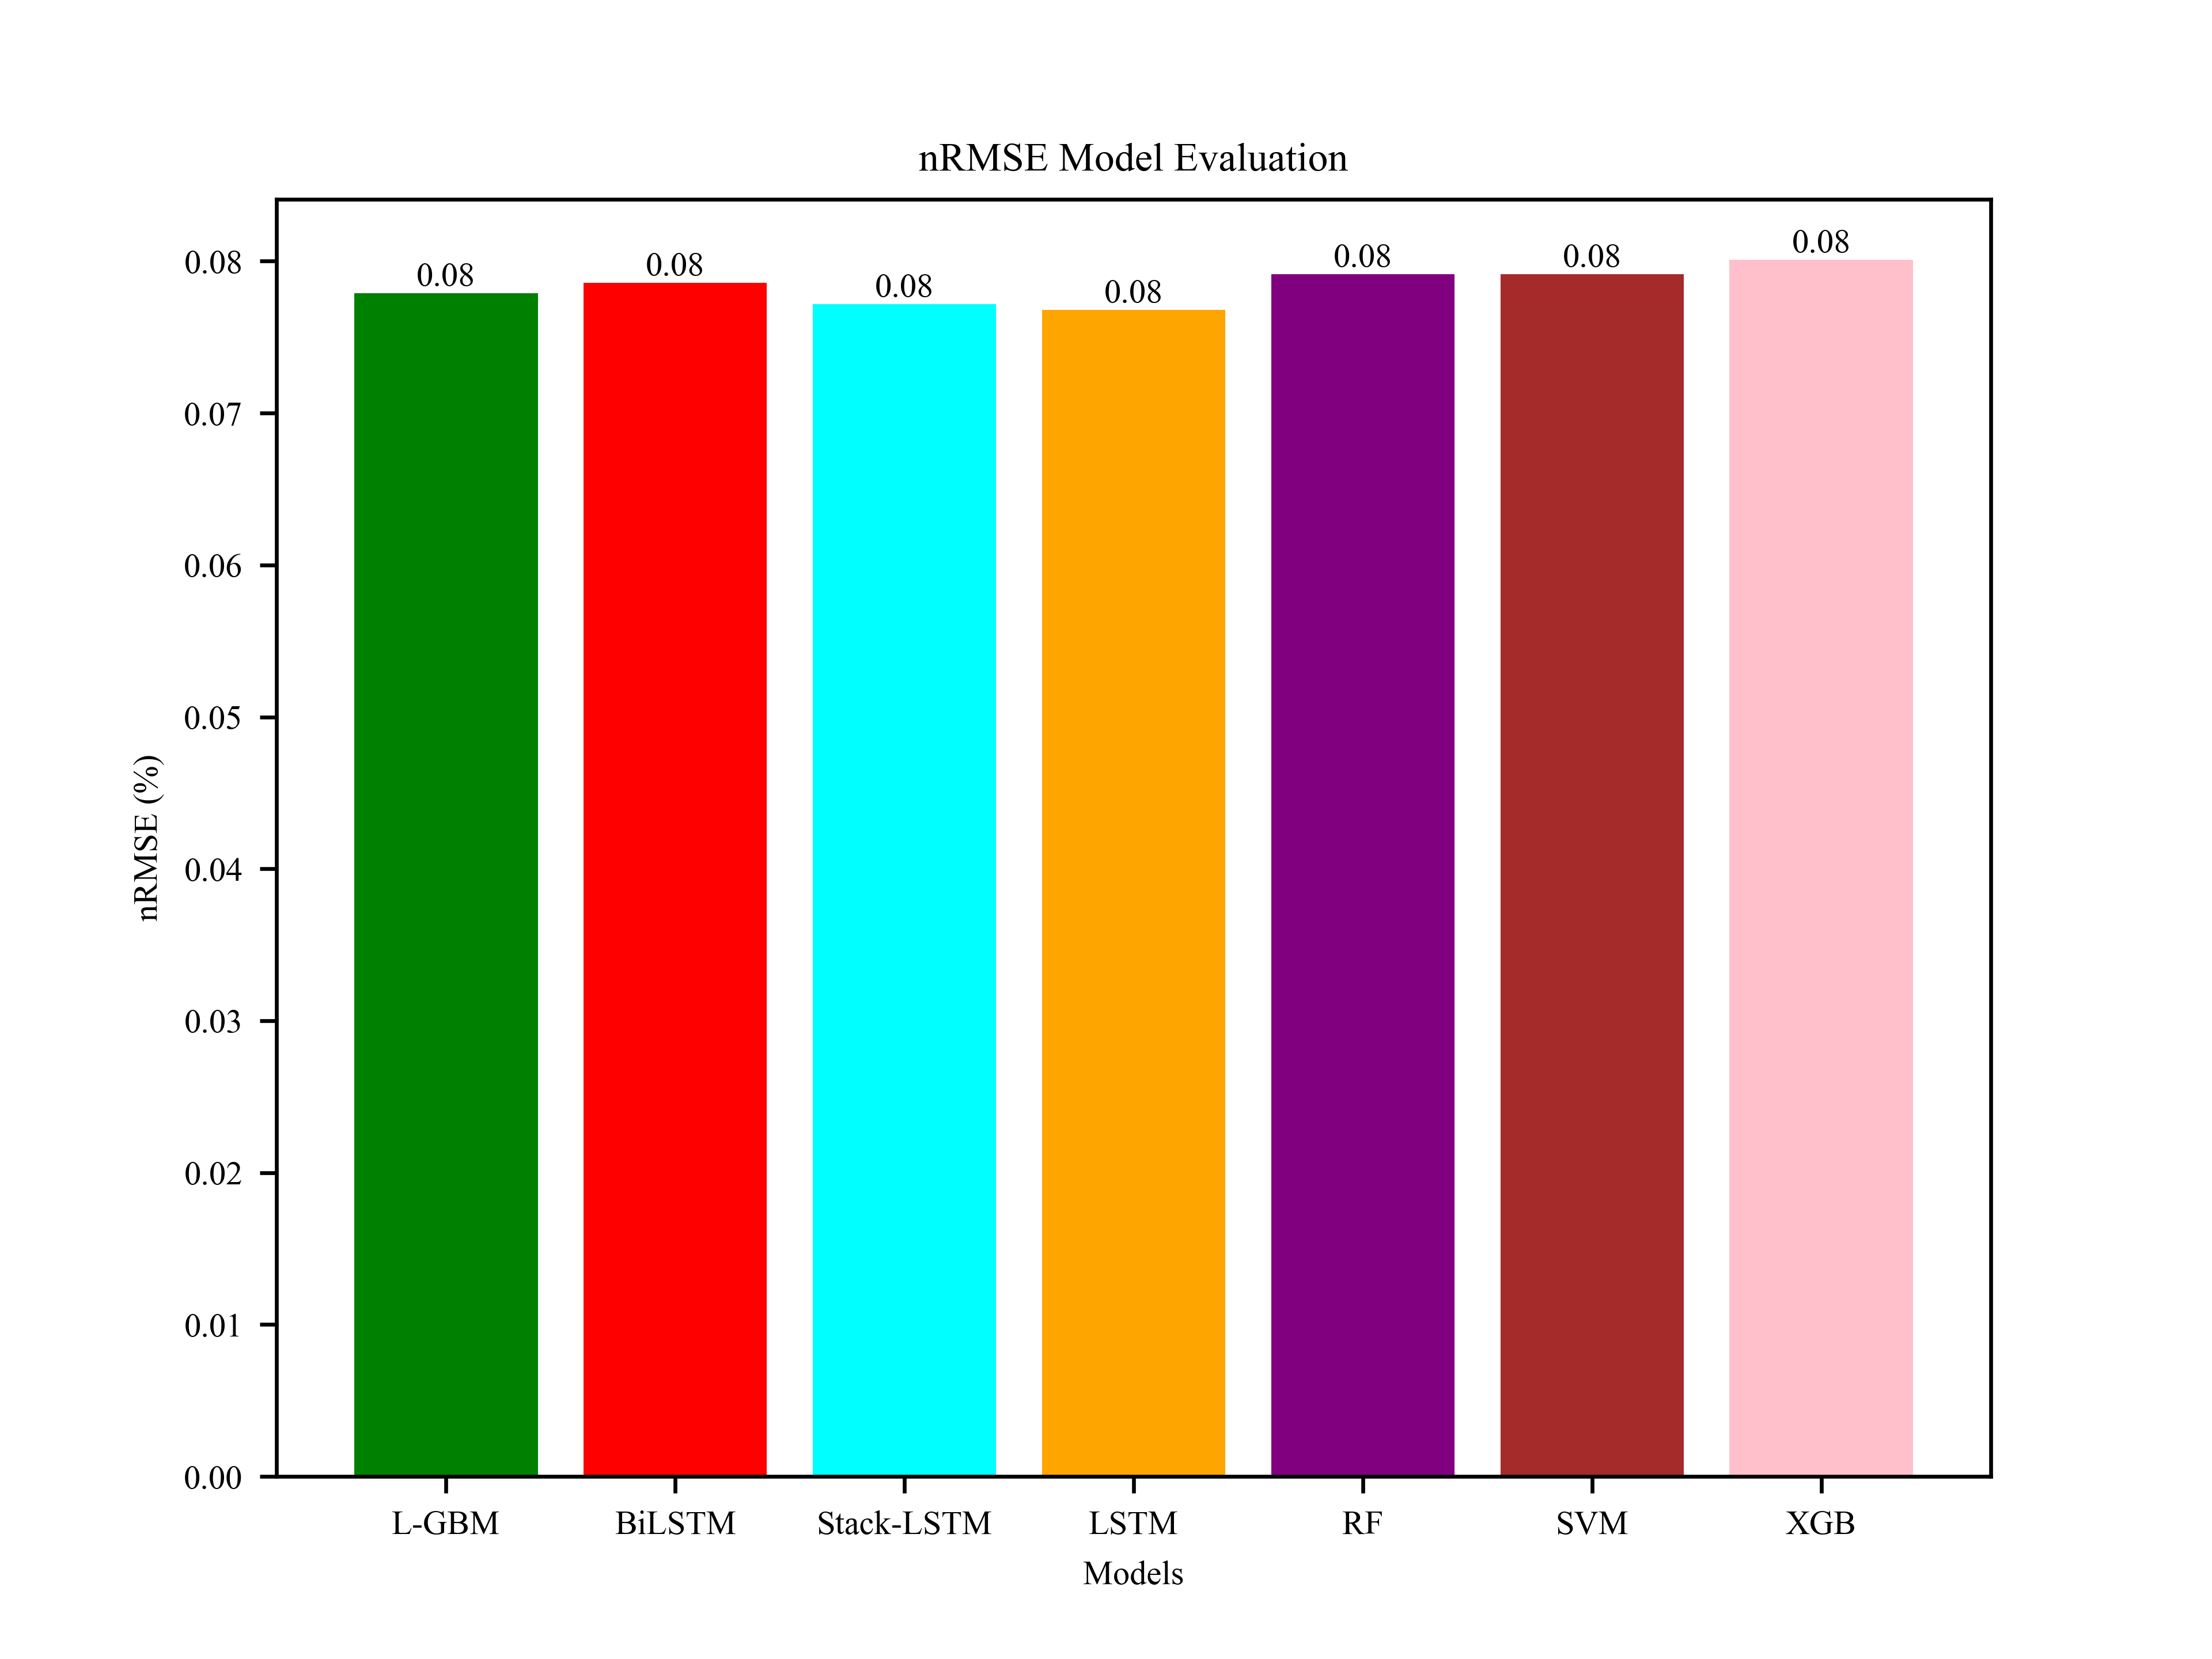 nRMSE Model Evaluation
nRMSE (%)
0.08
0.07
0.06
0.05
0.04
0.03
0.02
0.01
0.00
0.08
0.08
0.08
0.08
0.08
0.08
0.08
L-GBM
BiLSTM
Stack-LSTM
LSTM
RF
SVM
XGB
Models